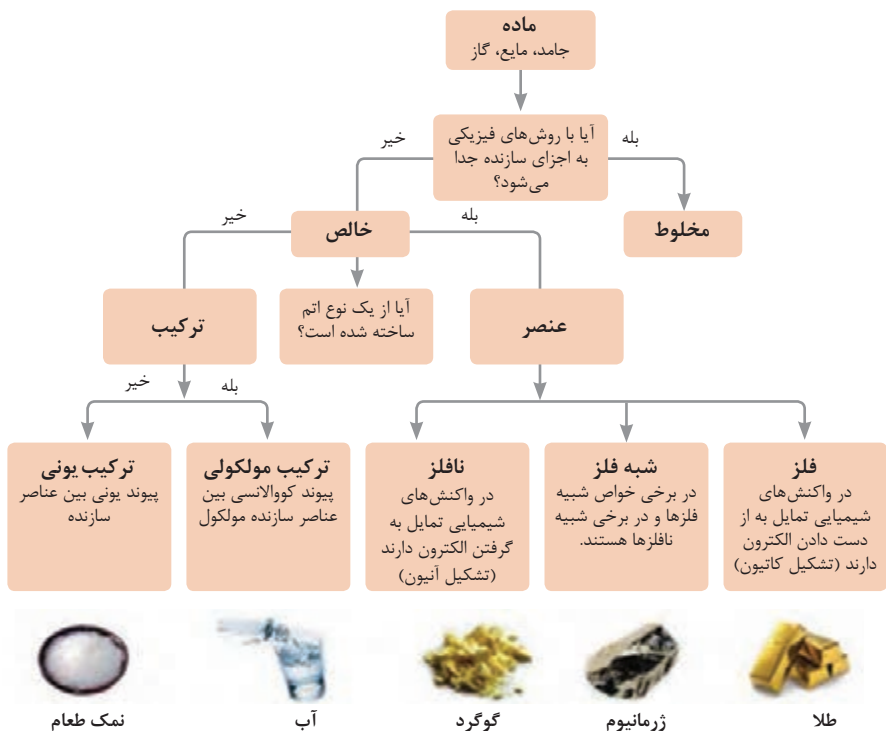 ماده
جامد، مایع، گاز
آیا با روش‌های فیزیکی
به اجزای سازنده جدا
می‌شود؟
بله
خیر
مخلوط
خالص
بله
خیر
آیا از یک نوع اتم
ساخته شده است؟
عنصر
ترکیب
بله
خیر
فلز
در واکنش‌های
شیمیایی تمایل به از
دست دادن الکترون
دارند (تشکیل کاتیون)
شبه فلز
در برخی خواص شبیه
فلزها و در برخی شبیه
نافلزها هستند.
نافلز
در واکنش‌های
شیمیایی تمایل به
گرفتن الکترون دارند
(تشکیل آنیون)
ترکیب مولکولی
پیوند کووالانسی بین
عناصر سازنده مولکول
ترکیب یونی
پیوند یونی بین عناصر
سازنده
طلا
ژرمانیوم
گوگرد
آب
نمک طعام